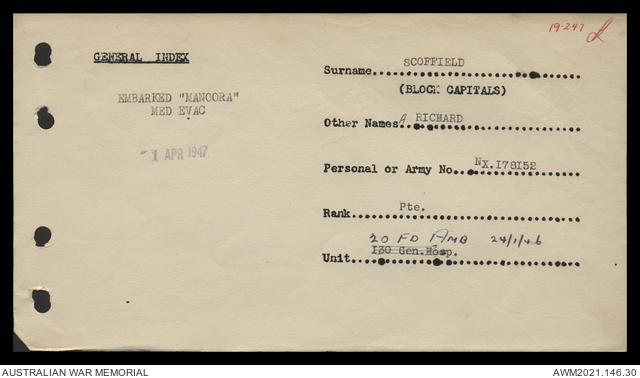 19-247
GENERAL INDEX
EMBARKED "MANOORA"
MED EVAC
1 APR 1947
Surname SCOFFIELD
(BLOCK CAPITALS)
Other Names A RICHARD
Personal or Army No. NX.178152
Rank Pte.
20 FD AMB 24/1/46
Unit 130 Gen.Hosp.
AUSTRALIAN WAR MEMORIAL
AWM2021.146.30